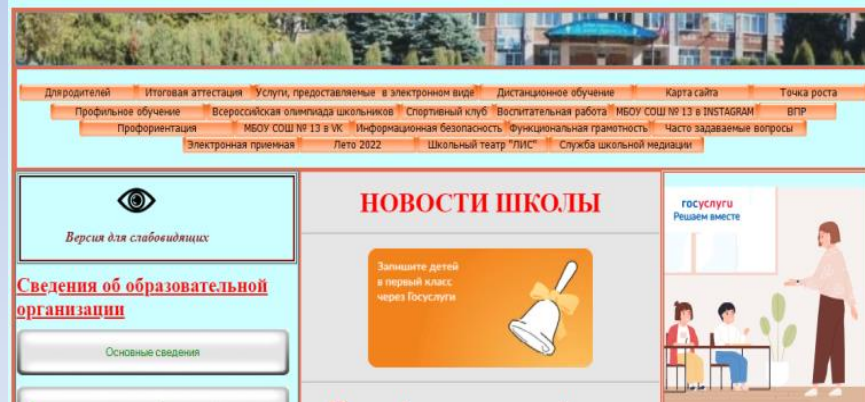 Для родителей Итоговая аттестация Услуги, предоставляемые в электронном виде Дистанционное обучение Карта сайта Точка роста
Профильное обучение Всероссийская олимпиада школьников Спортивный клуб Воспитательная работа МБОУ СОШ № 13 в INSTAGRAM ВПР
Профориентация МБОУ СОШ № 13 в VK Информационная безопасность Функциональная грамотность Часто задаваемые вопросы
Электронная приемная Лето 2022 Школьный театр "ЛИС" Служба школьной медиации
Версия для слабовидящих
Сведения об образовательной
организации
Основные сведения
НОВОСТИ ШКОЛЫ
Запишите детей
в первый класс
через Госуслуги
госуслуги
Решаем вместе